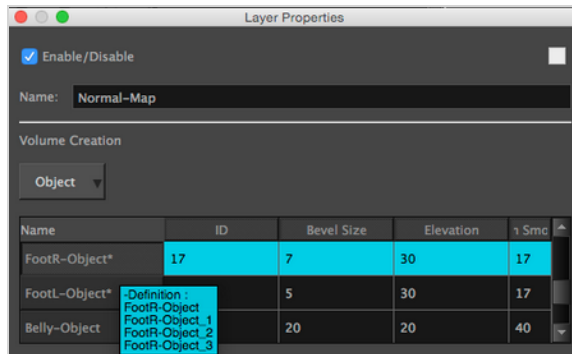 Layer Properties
Enable/Disable
Name: Normal-Map
Volume Creation
Object
Name ID Bevel Size Elevation n Smo
FootR-Object* 17 7 30 17
FootL-Object* 5 30 17
-Definition :
FootR-Object
FootR-Object_1
FootR-Object_2
FootR-Object_3
Belly-Object 20 20 40